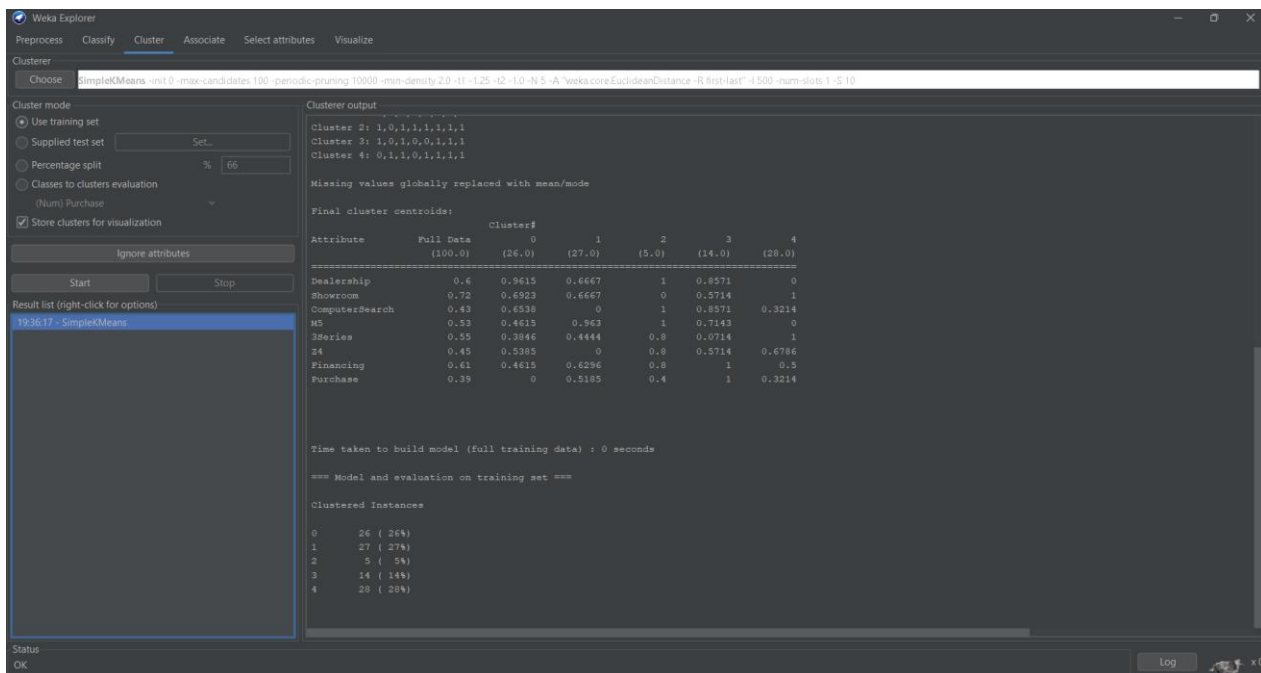 Weka Explorer
Preprocess Classify Cluster Associate Select attributes Visualize
Clusterer
Choose SimpleKMeans -init 0 -max-candidates 100 -periodic-pruning 10000 -min-density 2.0 -t1 -1.25 -t2 -1.0 -N 5 -A "weka.core.EuclideanDistance -R first-last" -I 500 -num-slots 1 -S 10
Cluster mode
Use training set
Supplied test set Set...
Percentage split % 66
Classes to clusters evaluation
(Num) Purchase
Store clusters for visualization
Ignore attributes
Start Stop
Result list (right-click for options)
19:36:17 - SimpleKMeans
Clusterer output
Cluster 2: 1,0,1,1,1,1,1,1
Cluster 3: 1,0,1,0,0,1,1,1
Cluster 4: 0,1,1,0,1,1,1,1
Missing values globally replaced with mean/mode
Final cluster centroids:
Cluster#
Attribute Full Data 0 1 2 3 4
(100.0) (26.0) (27.0) (5.0) (14.0) (28.0)
==================================================================================
Dealership 0.6 0.9615 0.6667 1 0.8571 0
Showroom 0.72 0.6923 0.6667 0 0.5714 1
ComputerSearch 0.43 0.6538 0 1 0.8571 0.3214
M5 0.53 0.4615 0.963 1 0.7143 0
3Series 0.55 0.3846 0.4444 0.8 0.0714 1
Z4 0.45 0.5385 0 0.8 0.5714 0.6786
Financing 0.61 0.4615 0.6296 0.8 1 0.5
Purchase 0.39 0 0.5185 0.4 1 0.3214
Time taken to build model (full training data) : 0 seconds
=== Model and evaluation on training set ===
Clustered Instances
0 26 ( 26%)
1 27 ( 27%)
2 5 ( 5%)
3 14 ( 14%)
4 28 ( 28%)
Status
OK
Log x 0